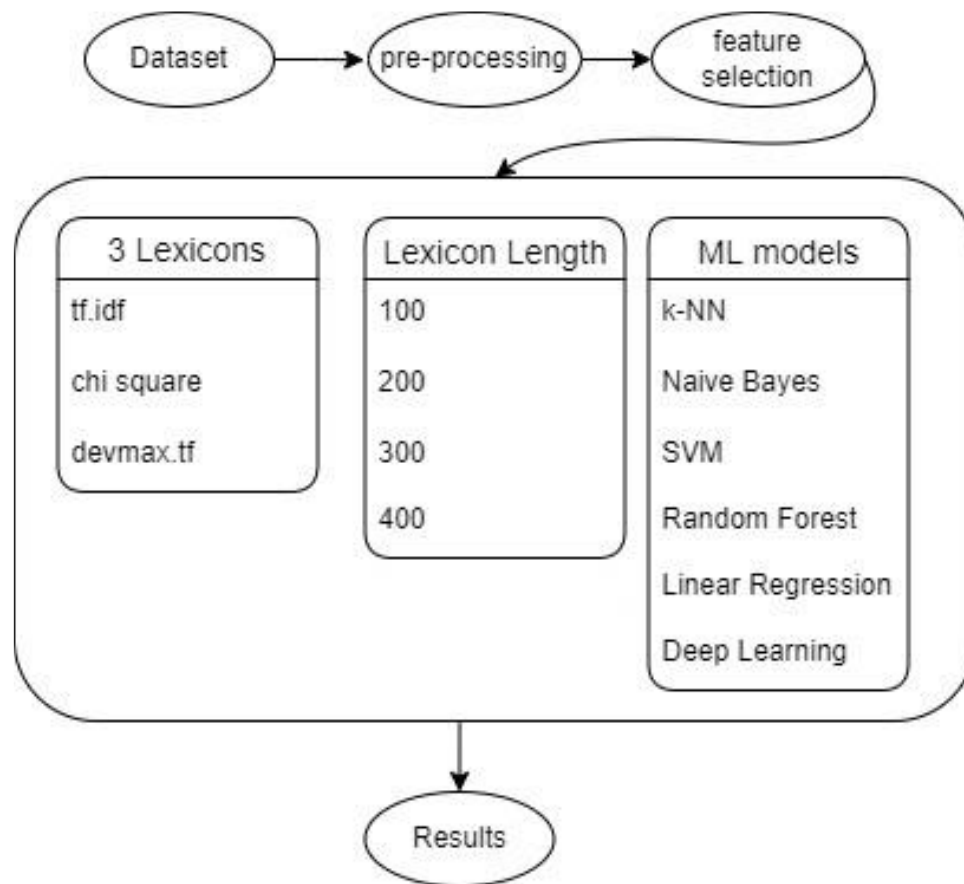 Dataset
pre-processing
feature
selection
3 Lexicons
tf.idf
chi square
devmax.tf
Lexicon Length
100
200
300
400
ML models
k-NN
Naive Bayes
SVM
Random Forest
Linear Regression
Deep Learning
Results